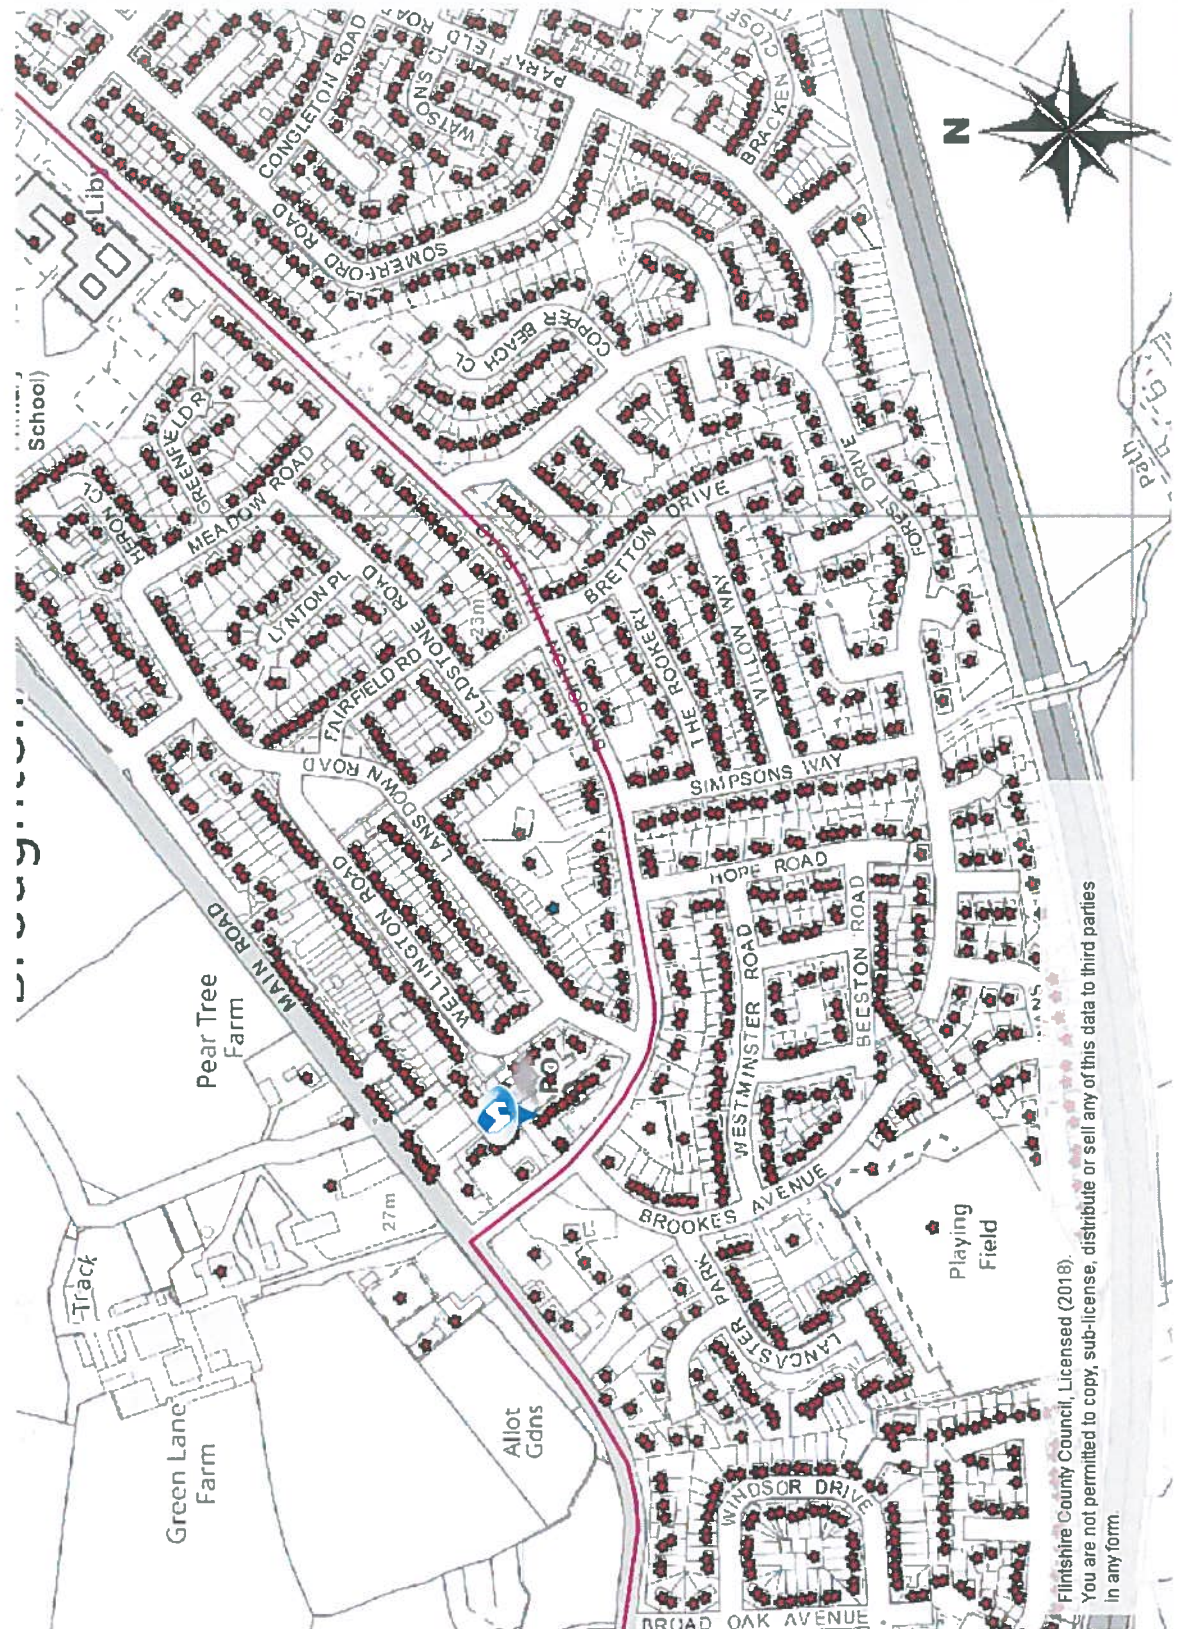 CONGLETON ROAD
WATSONS CL
PARKFIELD ROAD
BRACKEN CLOSE
N
Lib
SOMERFORD ROAD
School)
COPPER BEACH CL
GREENFIELD R
HERON CL
MEADOW ROAD
LYNTON PL
FAIRFIELD RD
GLADSTONE ROAD
23m
BROUGHTON HALL ROAD
BRETTON DRIVE
FOREST DRIVE
Path
THE ROOKERY
WILLOW WAY
SIMPSONS WAY
LANSDOWN ROAD
HOPE ROAD
WELLINGTON ROAD
MAIN ROAD
Pear Tree
Farm
WESTMINSTER ROAD
BEESTON ROAD
27m
BROOKES AVENUE
LANCASTER
PARK
Playing
Field
Track
Green Lane
Farm
Allot
Gdns
WINDSOR DRIVE
BROAD OAK AVENUE
Flintshire County Council, Licensed (2018).
You are not permitted to copy, sub-license, distribute or sell any of this data to third parties
in any form.